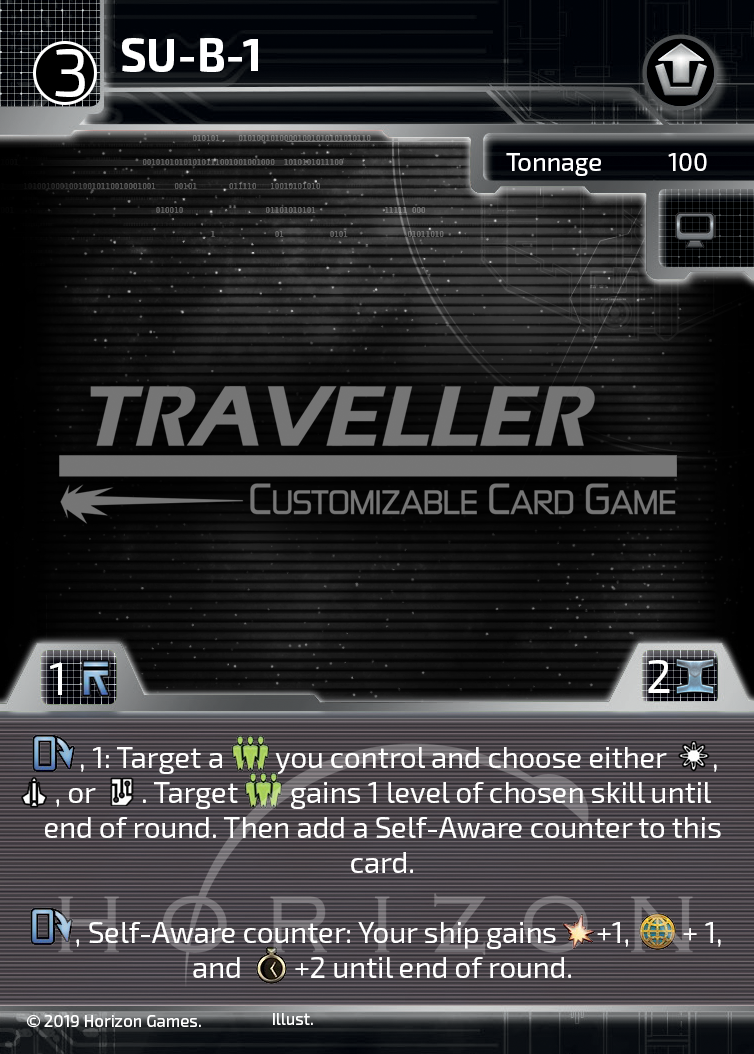 3
SU-B-1
Tonnage 100
010101
TRAVELLER
CUSTOMIZABLE CARD GAME
1
2
, 1: Target a you control and choose either ,
, or . Target gains 1 level of chosen skill until
end of round. Then add a Self-Aware counter to this
card.
HORIZON
, Self-Aware counter: Your ship gains +1, + 1,
and +2 until end of round.
© 2019 Horizon Games. Illust.